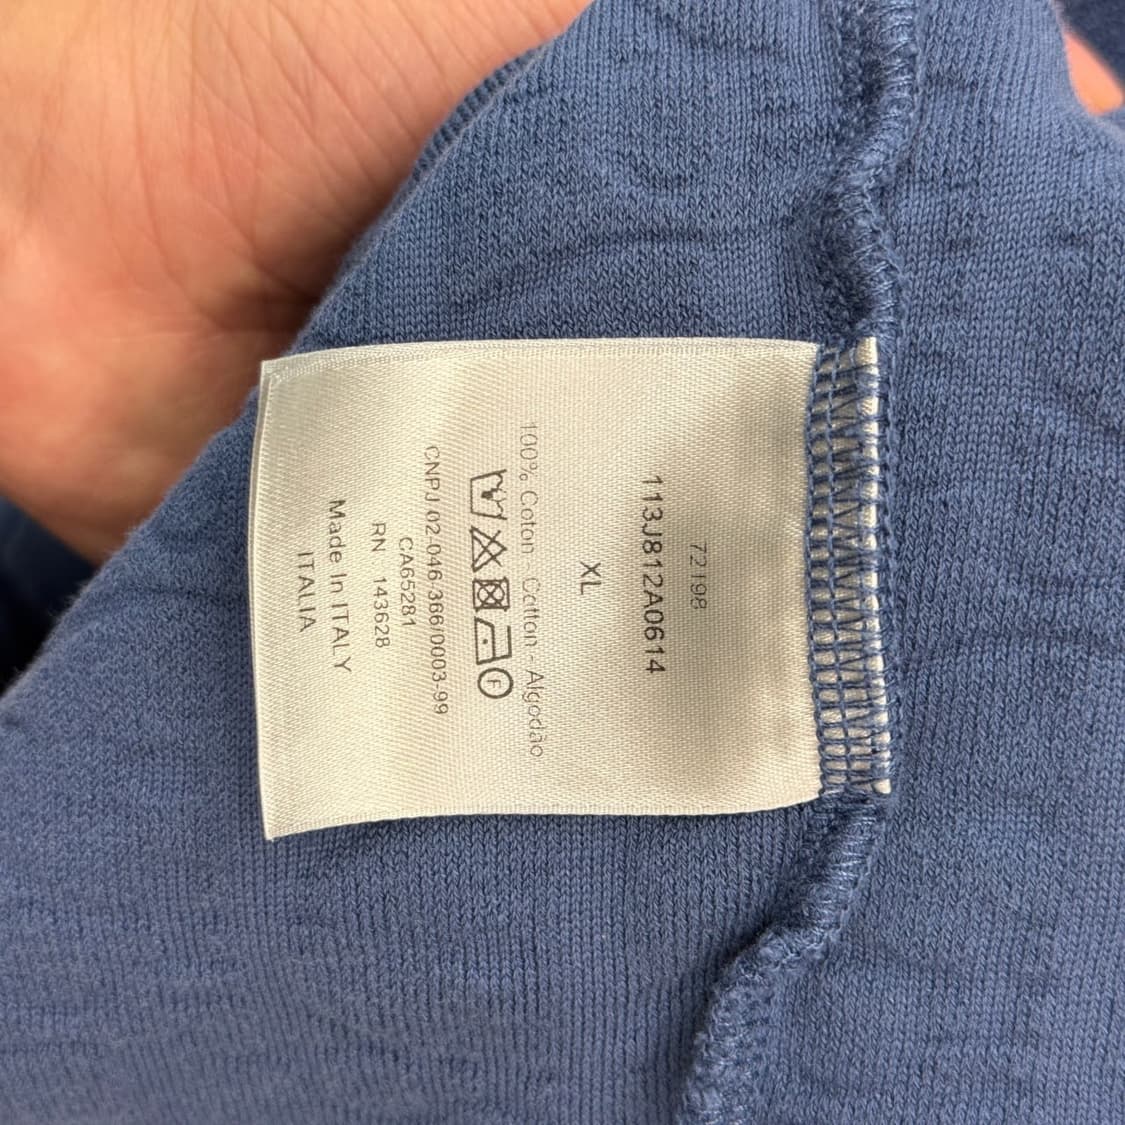 72198
113J812A0614
XL
100% Coton - Cotton - Algodão
F
CNPJ 02.046.366/0003-99
CA65281
RN 143628
Made In ITALY
ITALIA